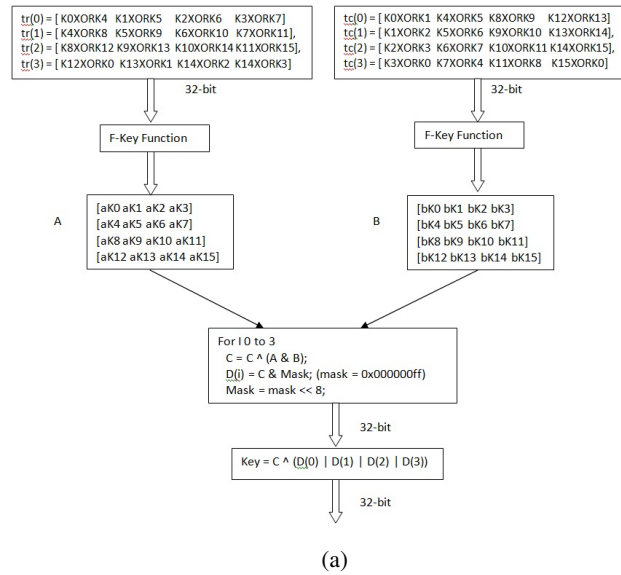 tr(0) = [ K0XORK4 K1XORK5 K2XORK6 K3XORK7]
tr(1) = [ K4XORK8 K5XORK9 K6XORK10 K7XORK11],
tr(2) = [ K8XORK12 K9XORK13 K10XORK14 K11XORK15],
tr(3) = [ K12XORK0 K13XORK1 K14XORK2 K14XORK3]
32-bit
F-Key Function
A
[aK0 aK1 aK2 aK3]
[aK4 aK5 aK6 aK7]
[aK8 aK9 aK10 aK11]
[aK12 aK13 aK14 aK15]
tc(0) = [ K0XORK1 K4XORK5 K8XORK9 K12XORK13]
tc(1) = [ K1XORK2 K5XORK6 K9XORK10 K13XORK14],
tc(2) = [ K2XORK3 K6XORK7 K10XORK11 K14XORK15],
tc(3) = [ K3XORK0 K7XORK4 K11XORK8 K15XORK0]
32-bit
F-Key Function
B
[bK0 bK1 bK2 bK3]
[bK4 bK5 bK6 bK7]
[bK8 bK9 bK10 bK11]
[bK12 bK13 bK14 bK15]
For I 0 to 3
C = C ^ (A & B);
D(i) = C & Mask; (mask = 0x000000ff)
Mask = mask << 8;
32-bit
Key = C ^ (D(0) | D(1) | D(2) | D(3))
32-bit
(a)